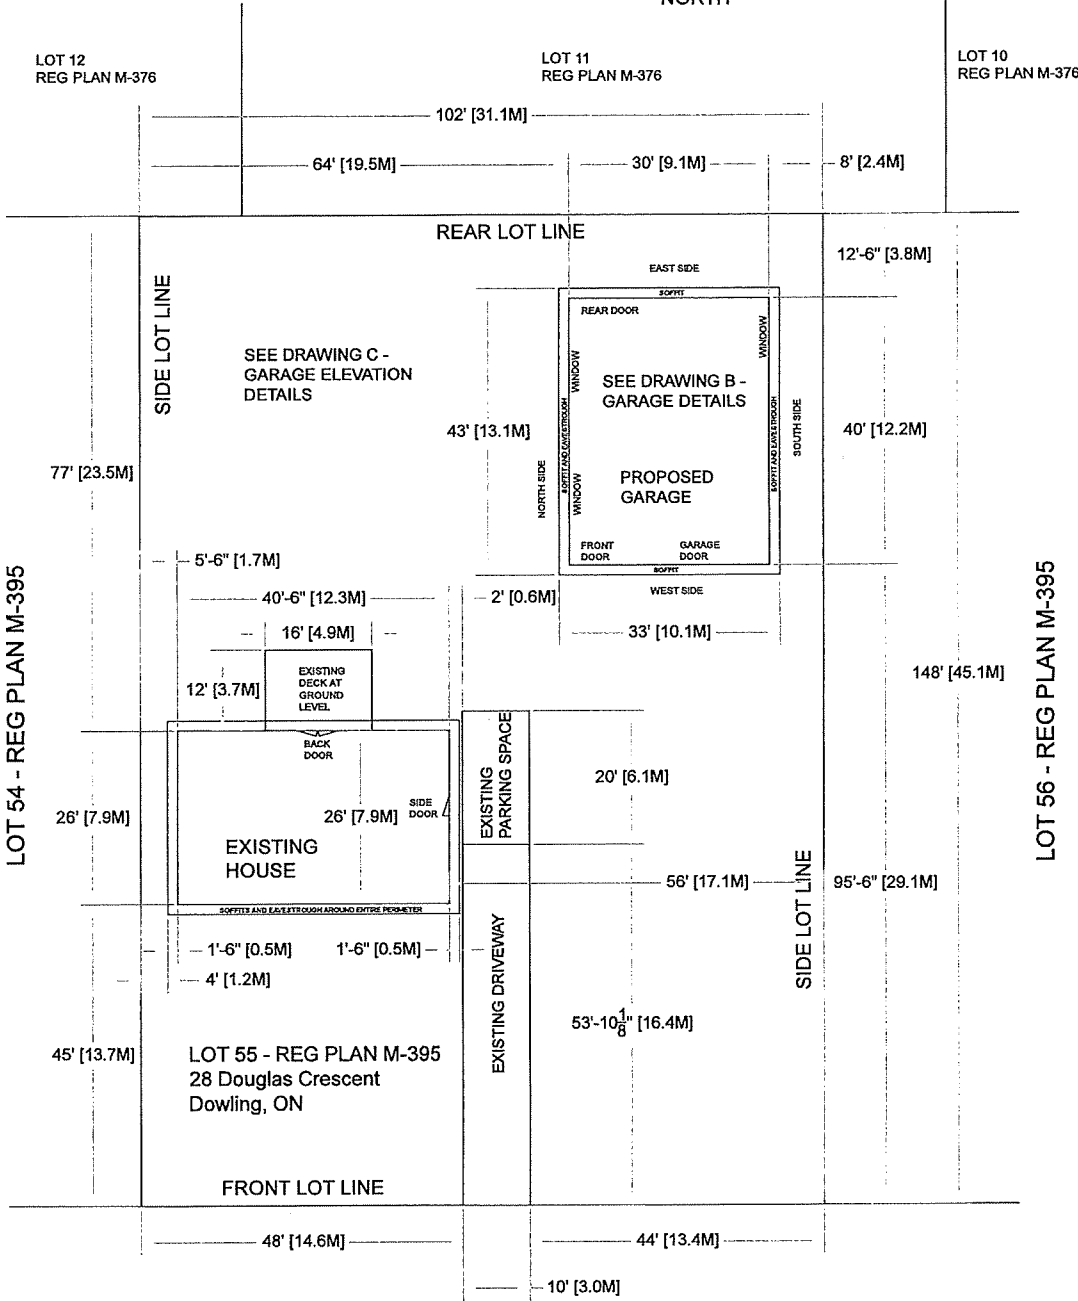 NORTH
LOT 12
REG PLAN M-376
LOT 11
REG PLAN M-376
LOT 10
REG PLAN M-376
102' [31.1M]
64' [19.5M]
30' [9.1M]
8' [2.4M]
REAR LOT LINE
12'-6" [3.8M]
EAST SIDE
SOFFIT
REAR DOOR
SIDE LOT LINE
WINDOW
WINDOW
SEE DRAWING C -
GARAGE ELEVATION
DETAILS
SEE DRAWING B -
GARAGE DETAILS
43' [13.1M]
SOFFIT AND EAVESTROUGH
SOFFIT AND EAVESTROUGH
SOUTH SIDE
40' [12.2M]
77' [23.5M]
NORTH SIDE
WINDOW
PROPOSED
GARAGE
FRONT
DOOR
GARAGE
DOOR
SOFFIT
5'-6" [1.7M]
WEST SIDE
40'-6" [12.3M]
2' [0.6M]
33' [10.1M]
16' [4.9M]
LOT 54 - REG PLAN M-395
LOT 56 - REG PLAN M-395
148' [45.1M]
12' [3.7M]
EXISTING
DECK AT
GROUND
LEVEL
BACK
DOOR
EXISTING
PARKING SPACE
20' [6.1M]
26' [7.9M]
26' [7.9M]
SIDE
DOOR
EXISTING
HOUSE
56' [17.1M]
95'-6" [29.1M]
SIDE LOT LINE
SOFFITS AND EAVESTROUGH AROUND ENTIRE PERIMETER
1'-6" [0.5M]
1'-6" [0.5M]
4' [1.2M]
EXISTING DRIVEWAY
53'-10 1/8" [16.4M]
45' [13.7M]
LOT 55 - REG PLAN M-395
28 Douglas Crescent
Dowling, ON
FRONT LOT LINE
48' [14.6M]
44' [13.4M]
10' [3.0M]